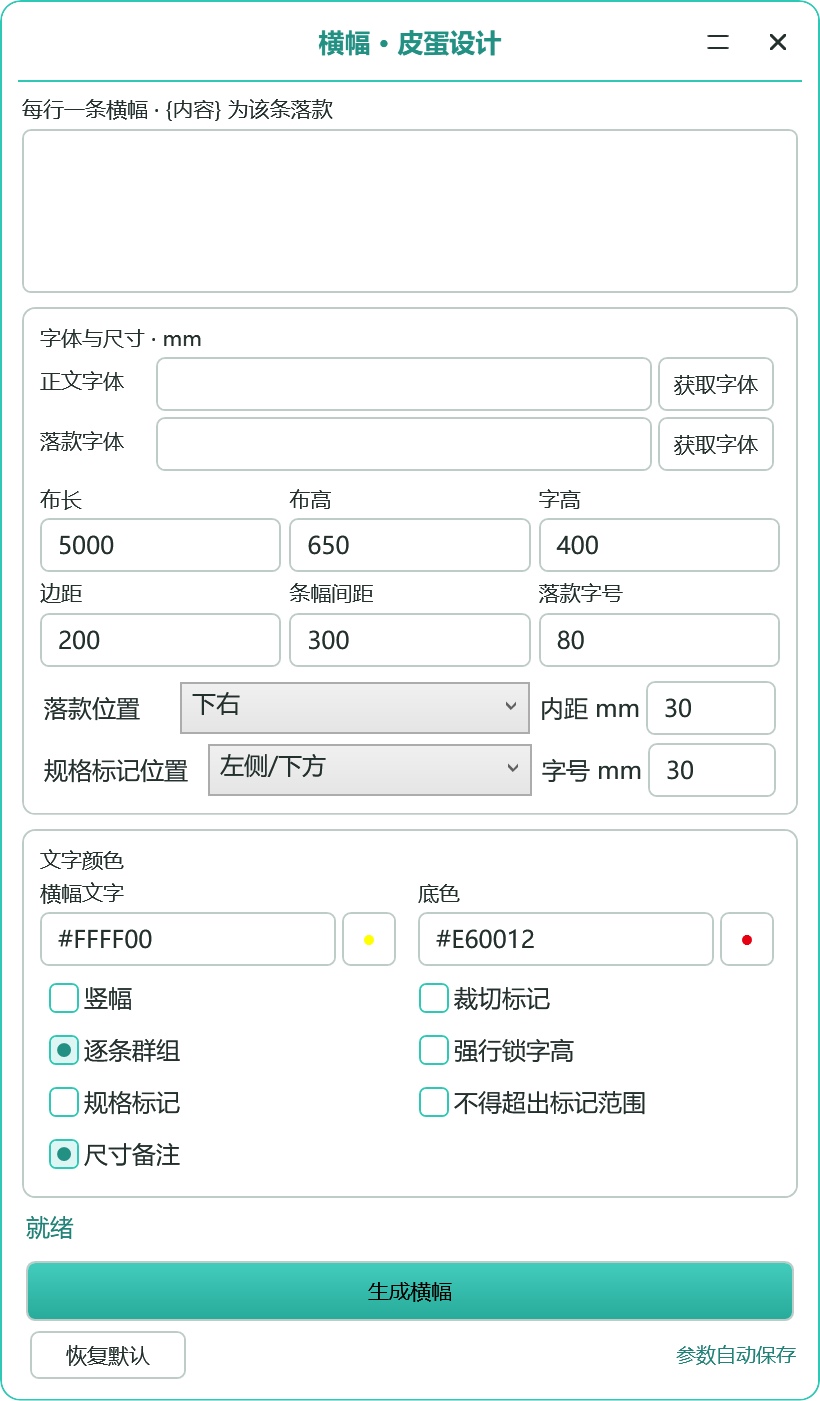 横幅 · 皮蛋设计
每行一条横幅 · {内容} 为该条落款
字体与尺寸 · mm
正文字体 获取字体
落款字体 获取字体
布长 布高 字高
5000 650 400
边距 条幅间距 落款字号
200 300 80
落款位置 下右 内距 mm 30
规格标记位置 左侧/下方 字号 mm 30
文字颜色
横幅文字 底色
#FFFF00 #E60012
竖幅 裁切标记
逐条群组 强行锁字高
规格标记 不得超出标记范围
尺寸备注
就绪
生成横幅
恢复默认 参数自动保存